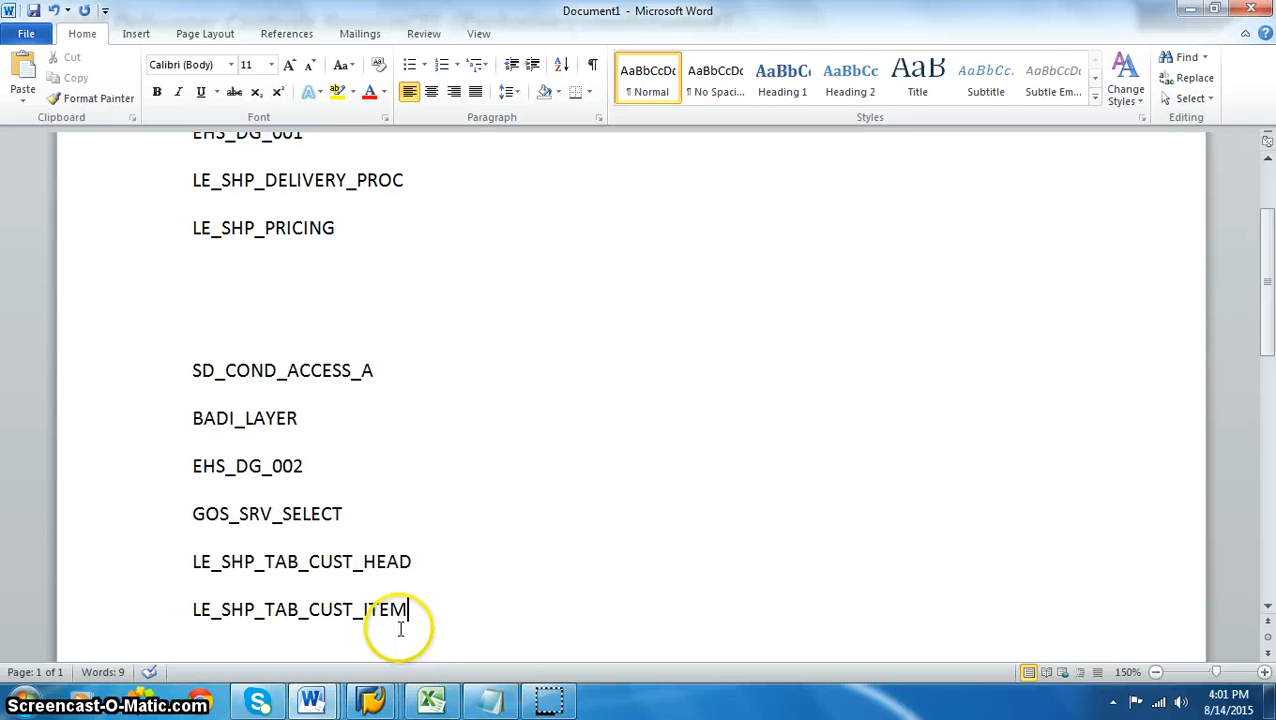 Document1 - Microsoft Word
File Home Insert Page Layout References Mailings Review View
Paste
Cut
Copy
Format Painter
Clipboard
Calibri (Body) 11
Font
Paragraph
AaBbCcDc AaBbCcDc AaBbC AaBbCc AaB AaBbCc. AaBbCcDc
¶ Normal ¶ No Spaci... Heading 1 Heading 2 Title Subtitle Subtle Em...
Change
Styles
Styles
Find
Replace
Select
Editing
EHS_DG_001
LE_SHP_DELIVERY_PROC
LE_SHP_PRICING
SD_COND_ACCESS_A
BADI_LAYER
EHS_DG_002
GOS_SRV_SELECT
LE_SHP_TAB_CUST_HEAD
LE_SHP_TAB_CUST_ITEM
Page: 1 of 1 Words: 9 150%
Screencast-O-Matic.com
4:01 PM
8/14/2015